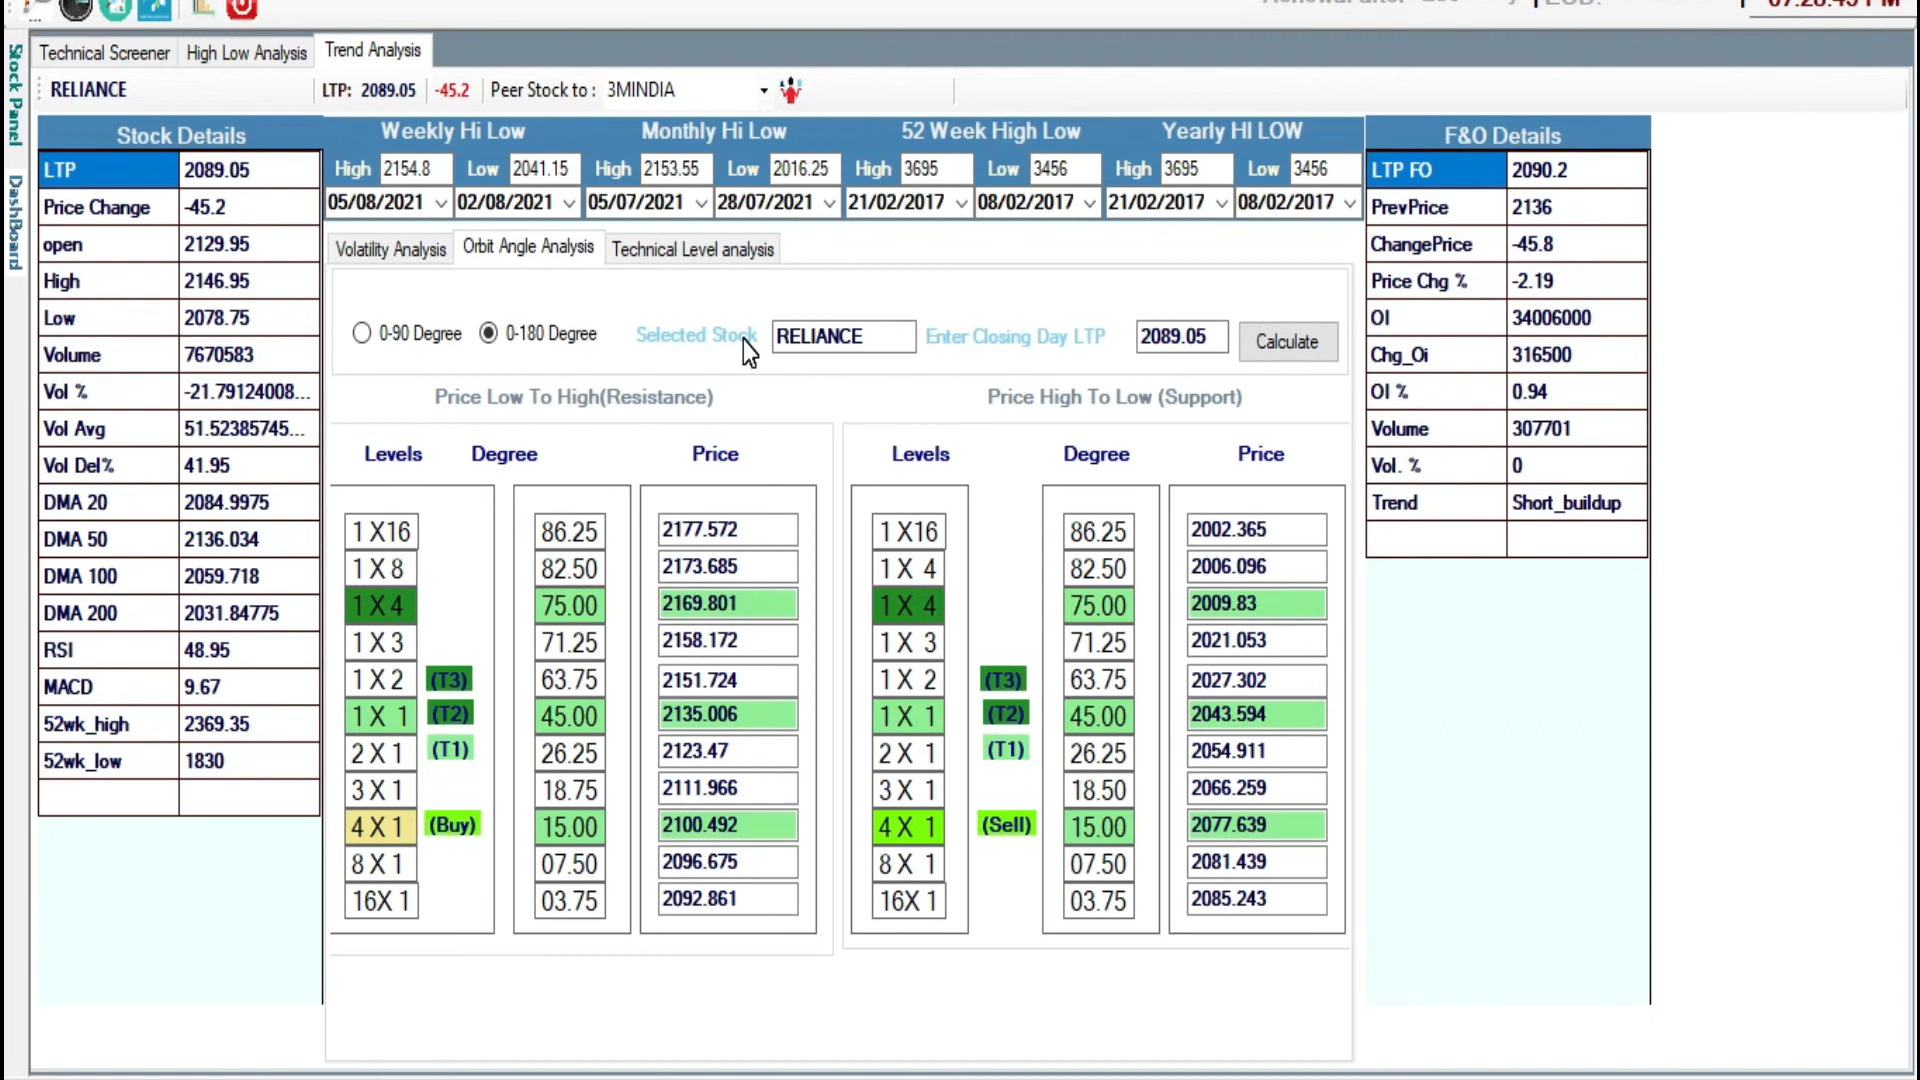 07:28:45 PM
Stock Panel
DashBoard
Technical Screener High Low Analysis Trend Analysis
RELIANCE LTP: 2089.05 -45.2 Peer Stock to : 3MINDIA
Stock Details Weekly Hi Low Monthly Hi Low 52 Week High Low Yearly HI LOW F&O Details
High 2154.8 Low 2041.15 High 2153.55 Low 2016.25 High 3695 Low 3456 High 3695 Low 3456
05/08/2021 02/08/2021 05/07/2021 28/07/2021 21/02/2017 08/02/2017 21/02/2017 08/02/2017
LTP 2089.05
Price Change -45.2
open 2129.95
High 2146.95
Low 2078.75
Volume 7670583
Vol % -21.79124008...
Vol Avg 51.52385745...
Vol Del% 41.95
DMA 20 2084.9975
DMA 50 2136.034
DMA 100 2059.718
DMA 200 2031.84775
RSI 48.95
MACD 9.67
52wk_high 2369.35
52wk_low 1830
Volatility Analysis Orbit Angle Analysis Technical Level analysis
0-90 Degree 0-180 Degree Selected Stock RELIANCE Enter Closing Day LTP 2089.05 Calculate
Price Low To High(Resistance) Price High To Low (Support)
Levels Degree Price Levels Degree Price
1 X16 86.25 2177.572 1 X16 86.25 2002.365
1 X 8 82.50 2173.685 1 X 4 82.50 2006.096
1 X 4 75.00 2169.801 1 X 4 75.00 2009.83
1 X 3 71.25 2158.172 1 X 3 71.25 2021.053
1 X 2 (T3) 63.75 2151.724 1 X 2 (T3) 63.75 2027.302
1 X 1 (T2) 45.00 2135.006 1 X 1 (T2) 45.00 2043.594
2 X 1 (T1) 26.25 2123.47 2 X 1 (T1) 26.25 2054.911
3 X 1 18.75 2111.966 3 X 1 18.50 2066.259
4 X 1 (Buy) 15.00 2100.492 4 X 1 (Sell) 15.00 2077.639
8 X 1 07.50 2096.675 8 X 1 07.50 2081.439
16X 1 03.75 2092.861 16X 1 03.75 2085.243
LTP FO 2090.2
PrevPrice 2136
ChangePrice -45.8
Price Chg % -2.19
OI 34006000
Chg_Oi 316500
OI % 0.94
Volume 307701
Vol. % 0
Trend Short_buildup